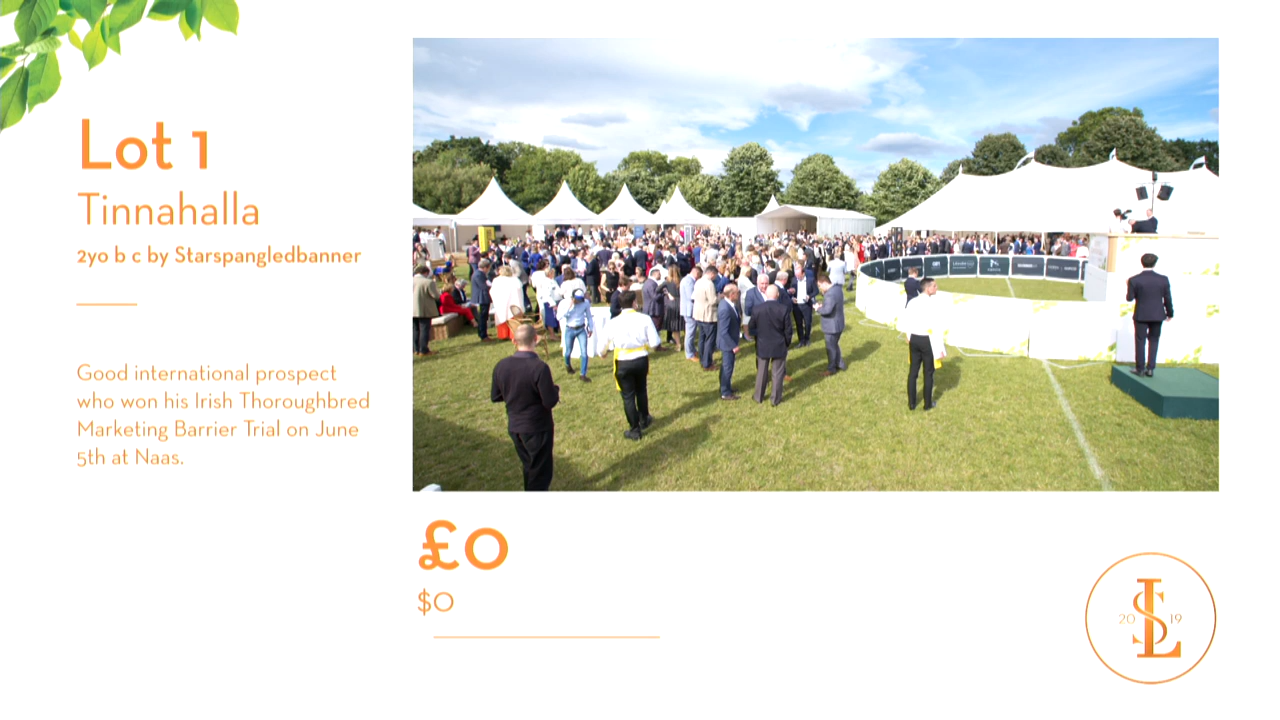 Lot 1
Tinnahalla
2yo b c by Starspangledbanner
Good international prospect
who won his Irish Thoroughbred
Marketing Barrier Trial on June
5th at Naas.
£0
$0
20 SL 19